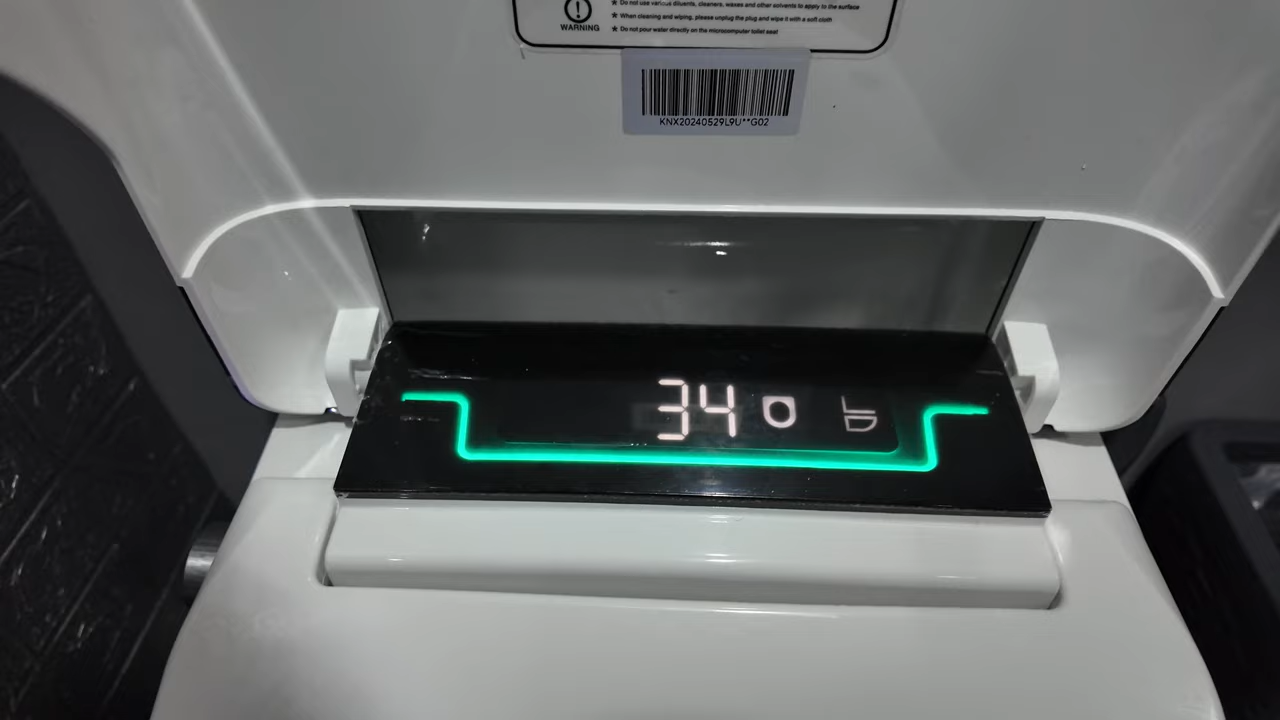 * Do not use various diluents, cleaners, waxes and other solvents to apply to the surface
WARNING
* When cleaning and wiping, please unplug the plug and wipe it with a soft cloth
* Do not pour water directly on the microcomputer toilet seat
KNX20240529L9U**G02
34